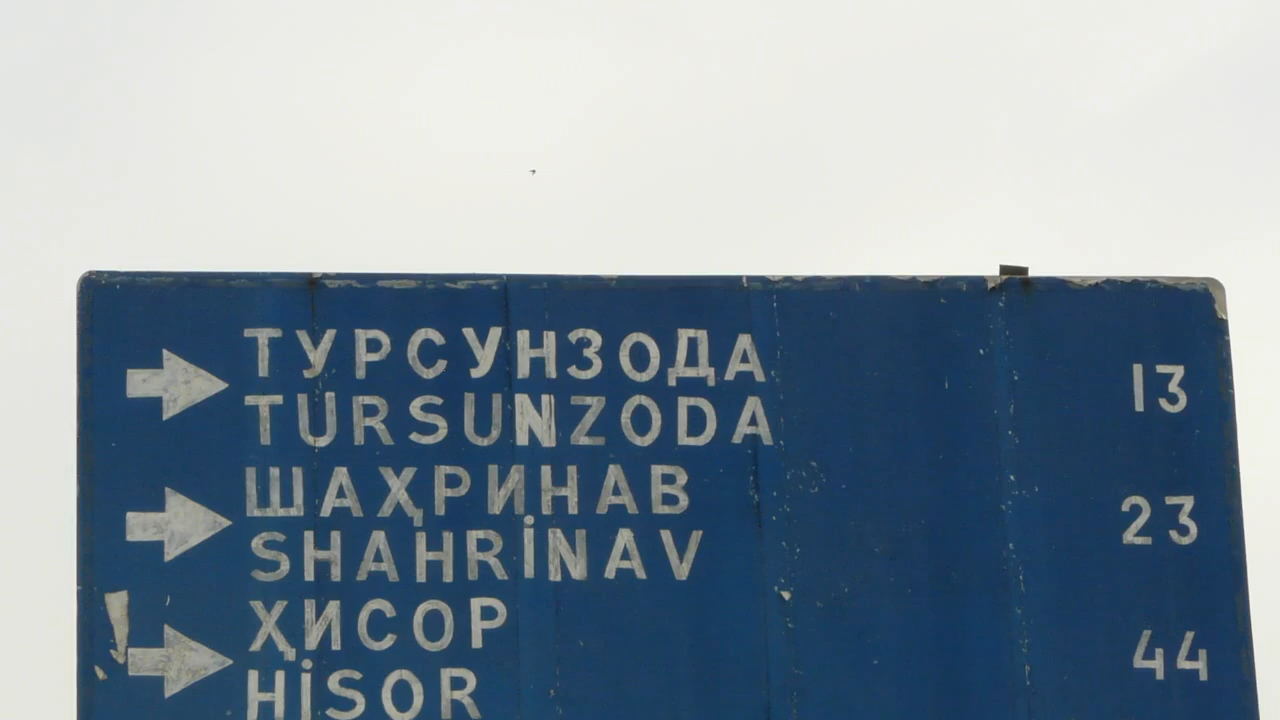 ТУРСУНЗОДА 13
TURSUNZODA
ШАҲРИНАВ 23
SHAHRİNAV
ҲИСОР 44
HİSOR